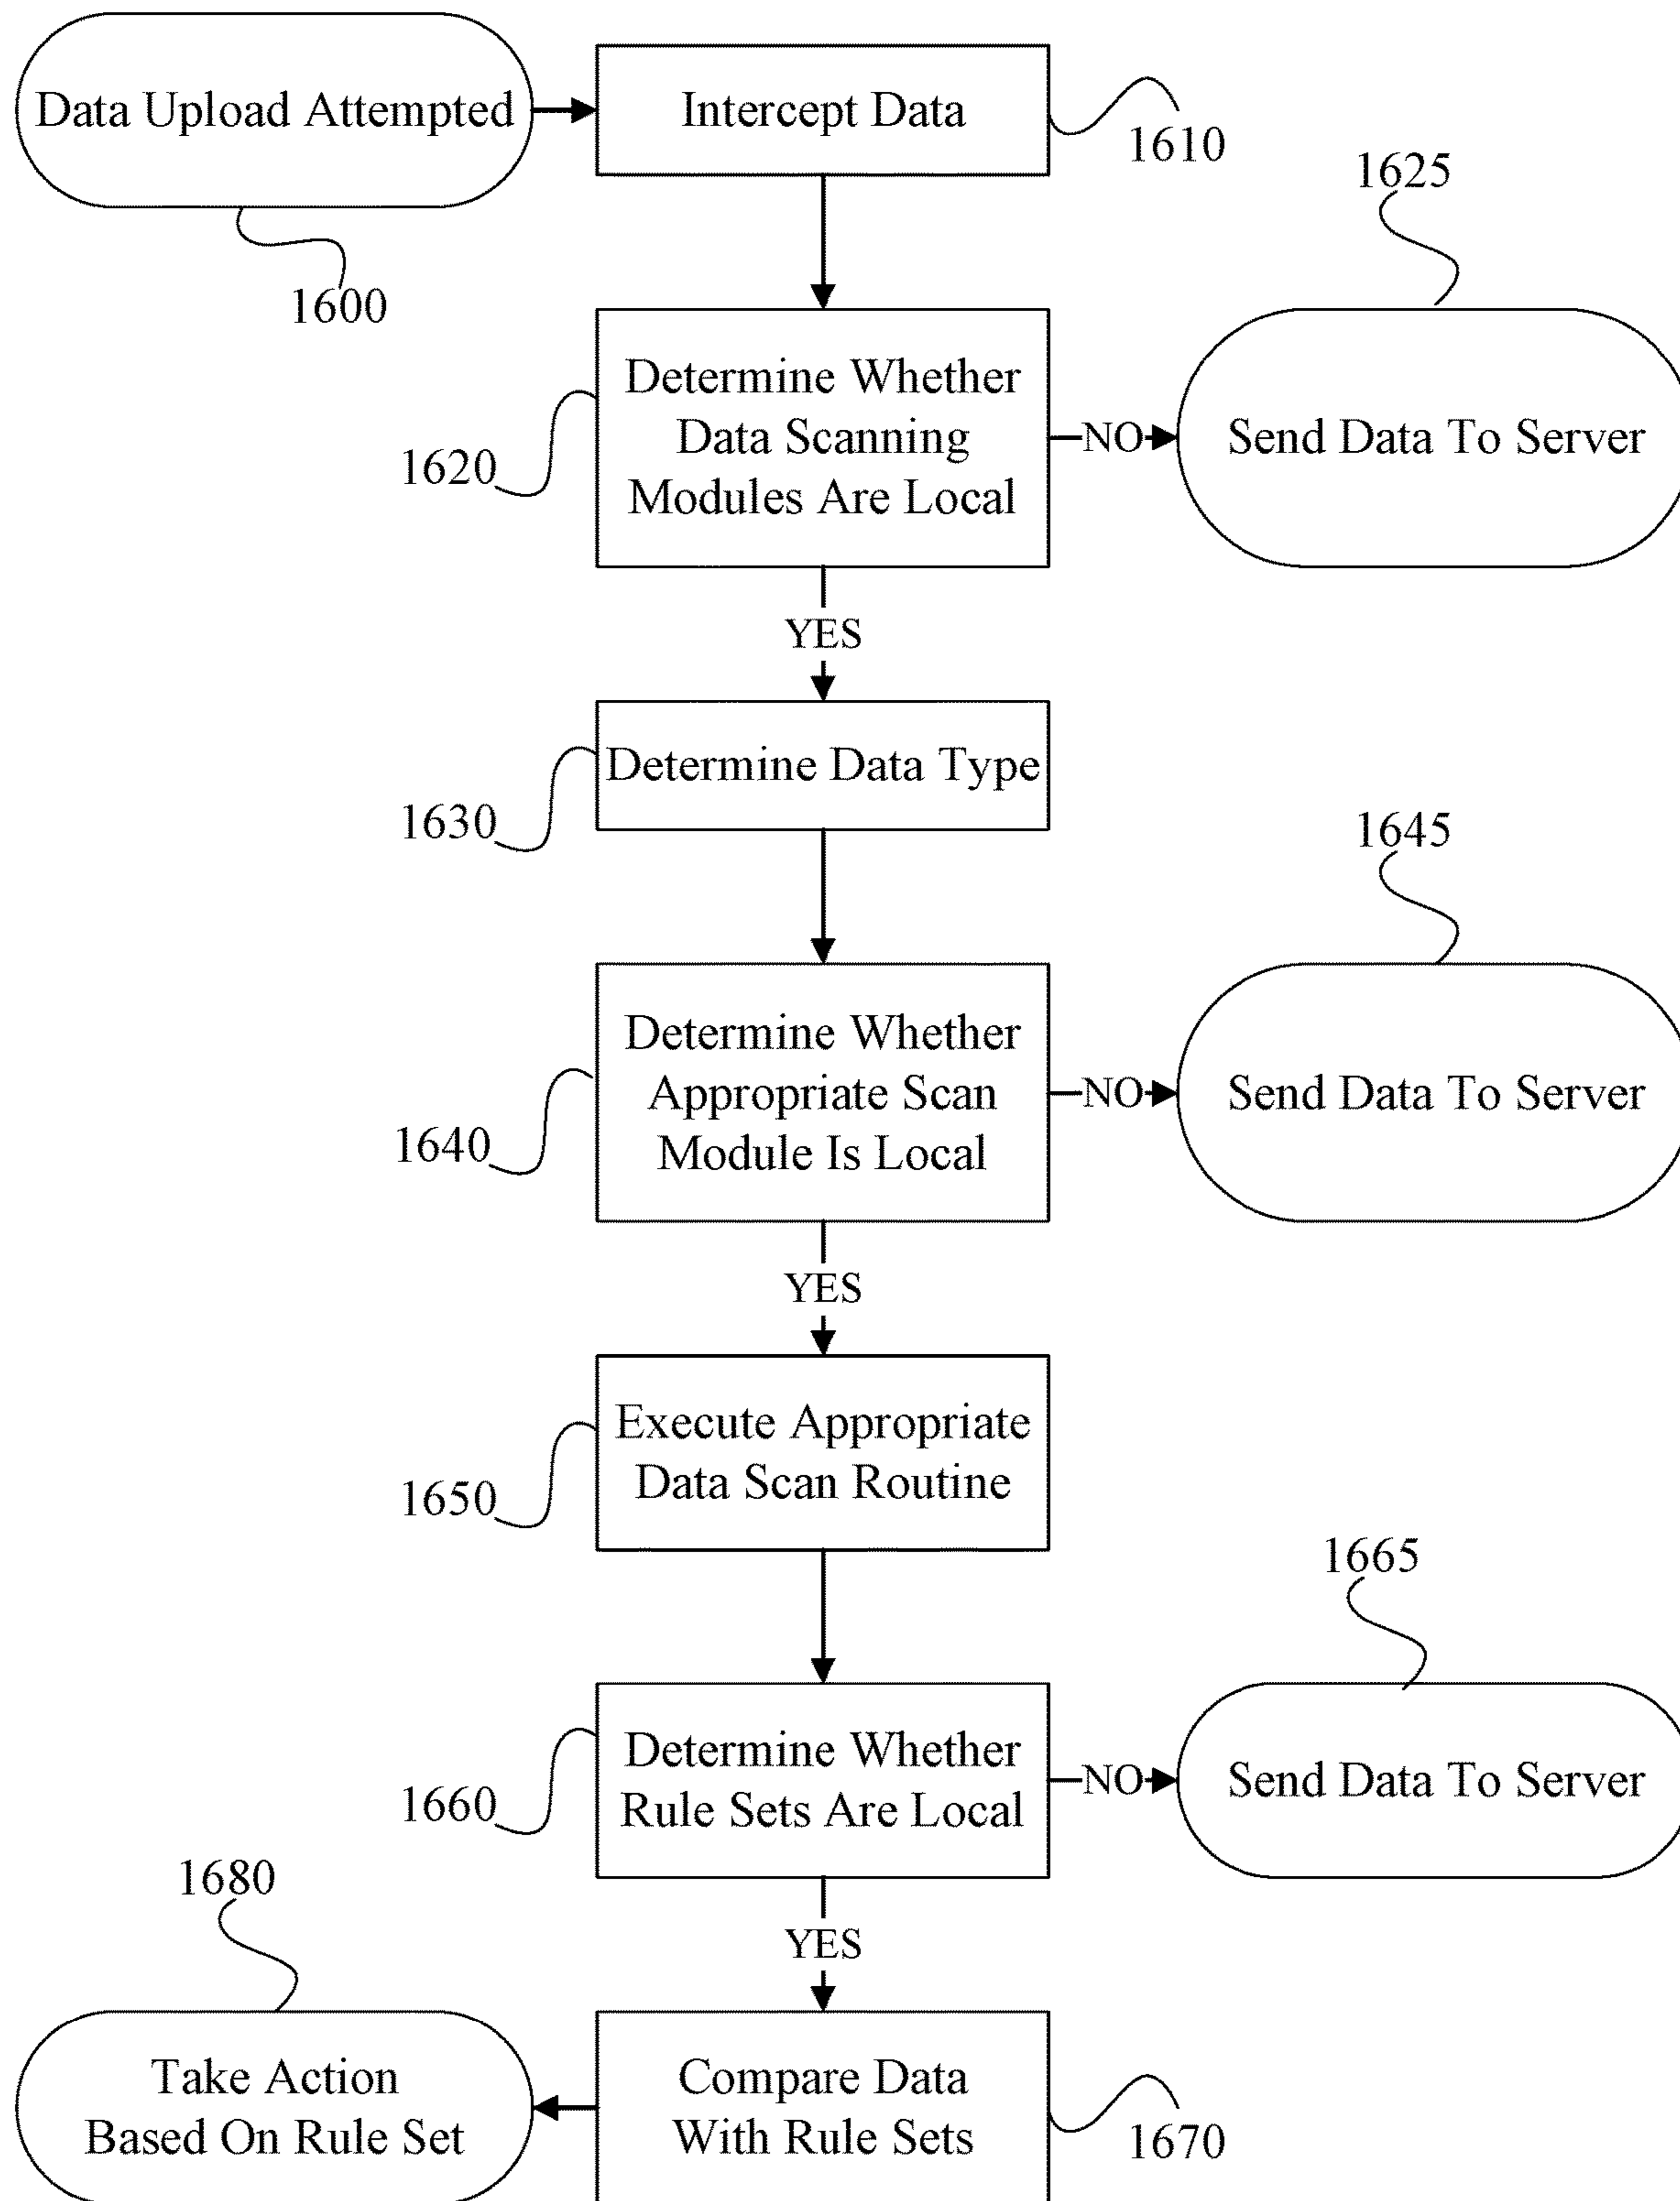 Data Upload Attempted
Intercept Data
1610
1600
1625
Determine Whether
Data Scanning
Modules Are Local
1620
NO
Send Data To Server
YES
Determine Data Type
1630
1645
Determine Whether
Appropriate Scan
Module Is Local
1640
NO
Send Data To Server
YES
Execute Appropriate
Data Scan Routine
1650
1665
Determine Whether
Rule Sets Are Local
1660
NO
Send Data To Server
1680
YES
Take Action
Based On Rule Set
Compare Data
With Rule Sets
1670